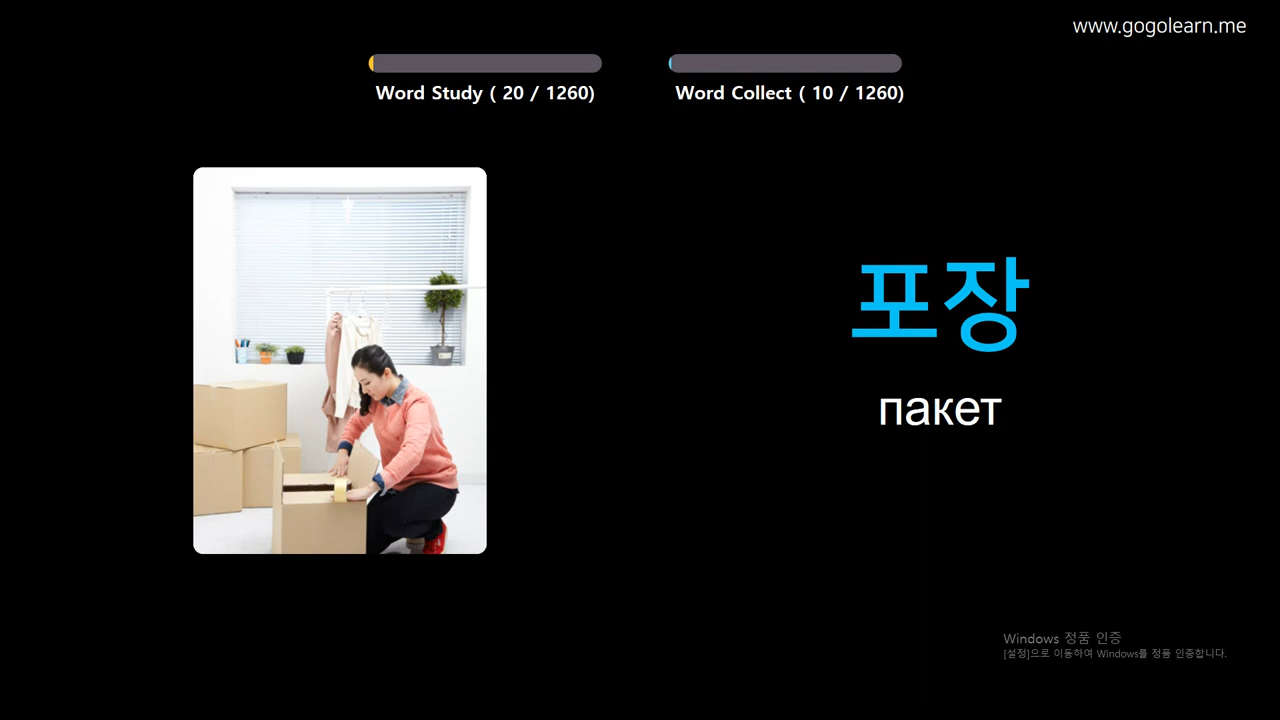 www.gogolearn.me
Word Study ( 20 / 1260)
Word Collect ( 10 / 1260)
포장
пакет
Windows 정품 인증
[설정]으로 이동하여 Windows를 정품 인증합니다.